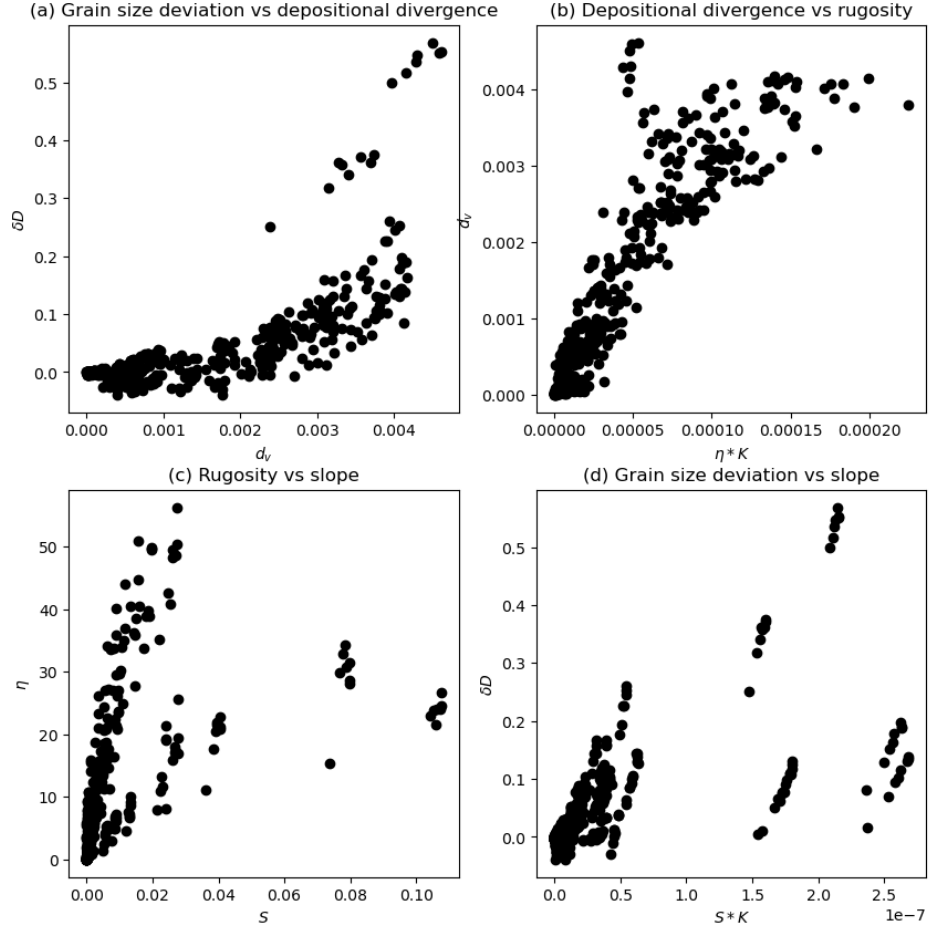 (a) Grain size deviation vs depositional divergence
δD
0.5
0.4
0.3
0.2
0.1
0.0
0.000 0.001 0.002 0.003 0.004
d_v
(b) Depositional divergence vs rugosity
d_v
0.004
0.003
0.002
0.001
0.000
0.00000 0.00005 0.00010 0.00015 0.00020
η * K
(c) Rugosity vs slope
η
50
40
30
20
10
0
0.00 0.02 0.04 0.06 0.08 0.10
S
(d) Grain size deviation vs slope
δD
0.5
0.4
0.3
0.2
0.1
0.0
0.0 0.5 1.0 1.5 2.0 2.5
1e−7
S * K